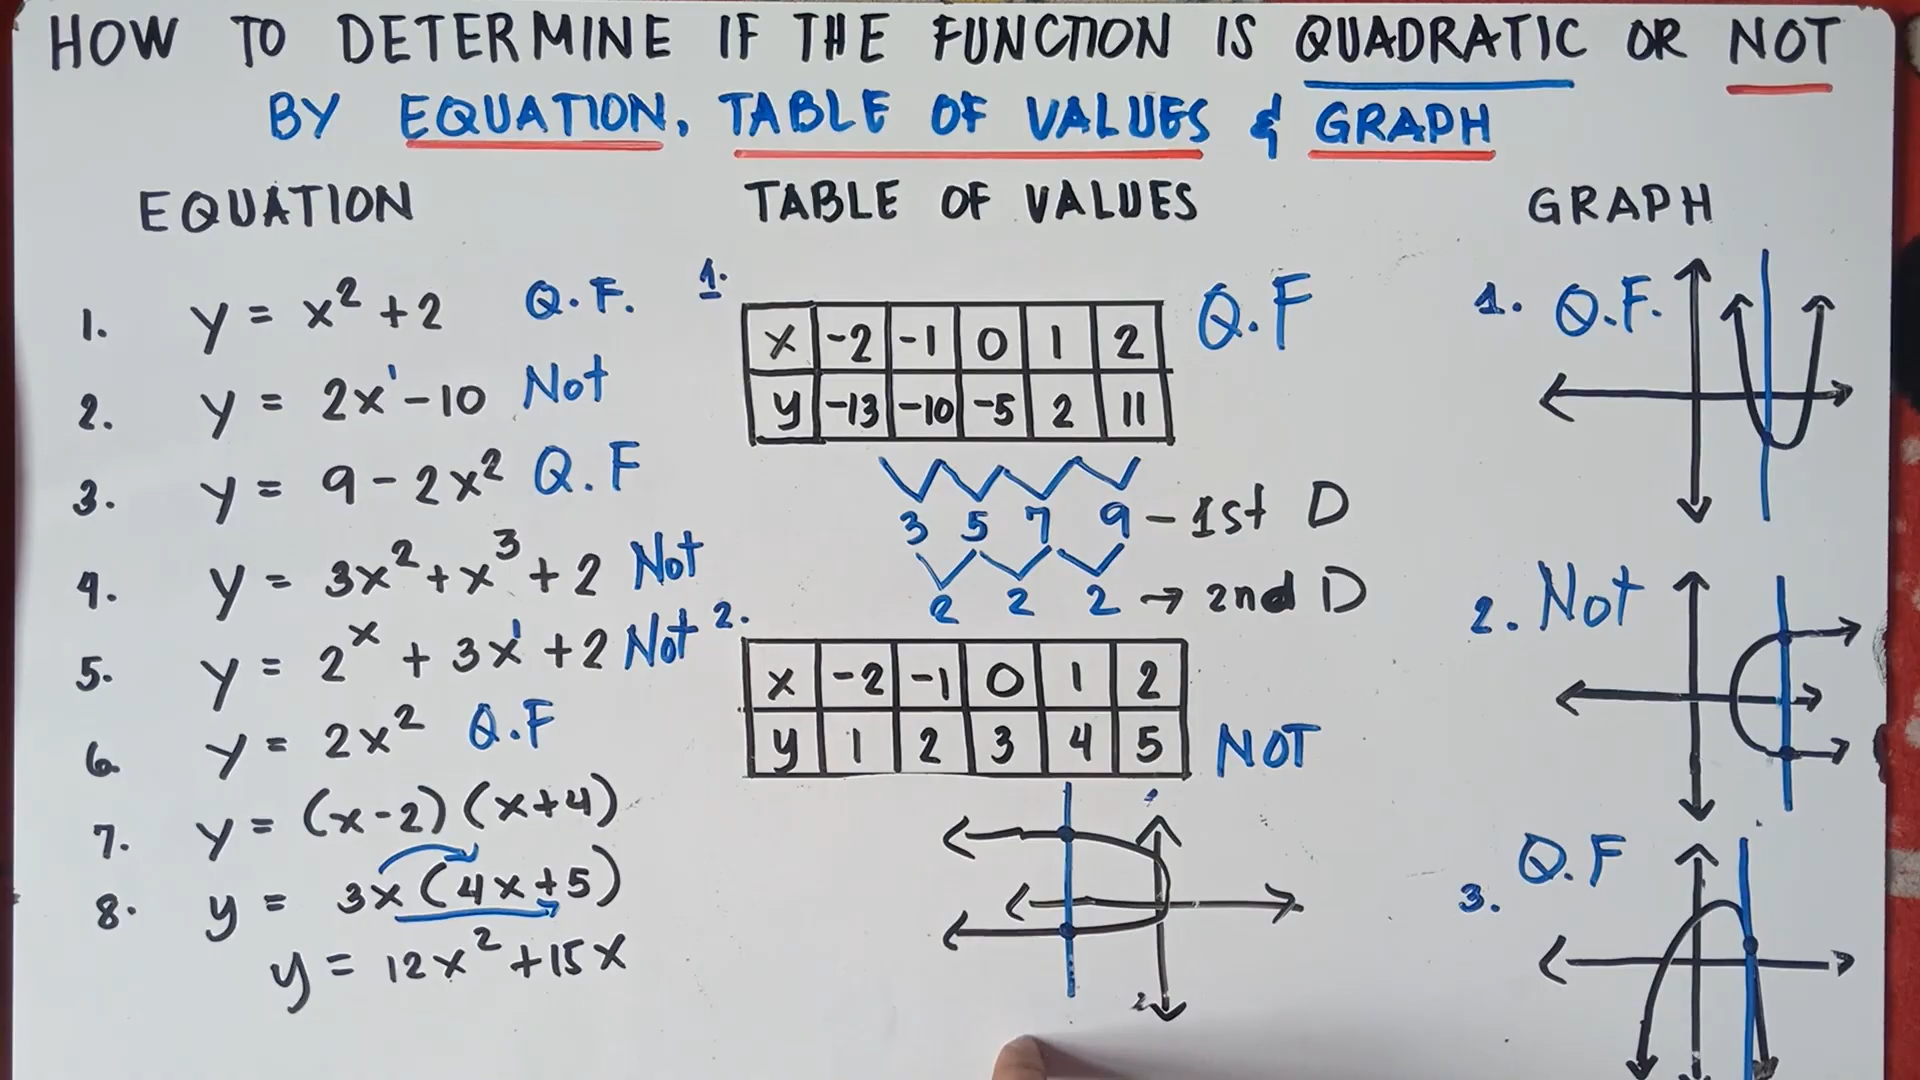 HOW TO DETERMINE IF THE FUNCTION IS QUADRATIC OR NOT
BY EQUATION, TABLE OF VALUES & GRAPH
EQUATION
1. y = x² + 2 Q.F.
2. y = 2x¹ - 10 Not
3. y = 9 - 2x² Q.F
4. y = 3x² + x³ + 2 Not
5. y = 2ˣ + 3x¹ + 2 Not
6. y = 2x² Q.F
7. y = (x-2)(x+4)
8. y = 3x(4x+5)
y = 12x² + 15x
TABLE OF VALUES
1.
X -2 -1 0 1 2
y -13 -10 -5 2 11
Q.F
3 5 7 9 - 1st D
2 2 2 → 2nd D
2.
X -2 -1 0 1 2
y 1 2 3 4 5
NOT
GRAPH
1. Q.F.
2. Not
3. Q.F